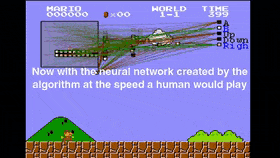 MARIO WORLD TIME
000000 ×00 1-1 395
A
B
Up
Down
Righ
Now with the neural network created by the
algorithm at the speed a human would play